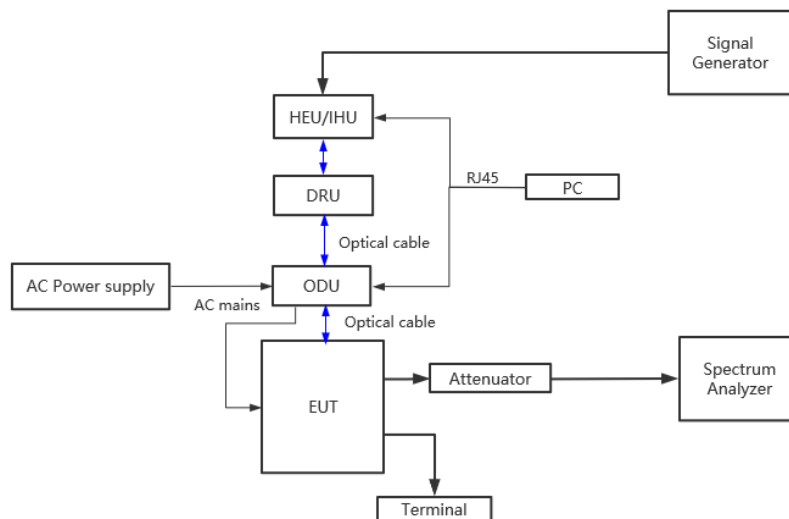 Signal
Generator
HEU/IHU
RJ45
PC
DRU
Optical cable
AC Power supply
AC mains
ODU
Optical cable
EUT
Attenuator
Spectrum
Analyzer
Terminal